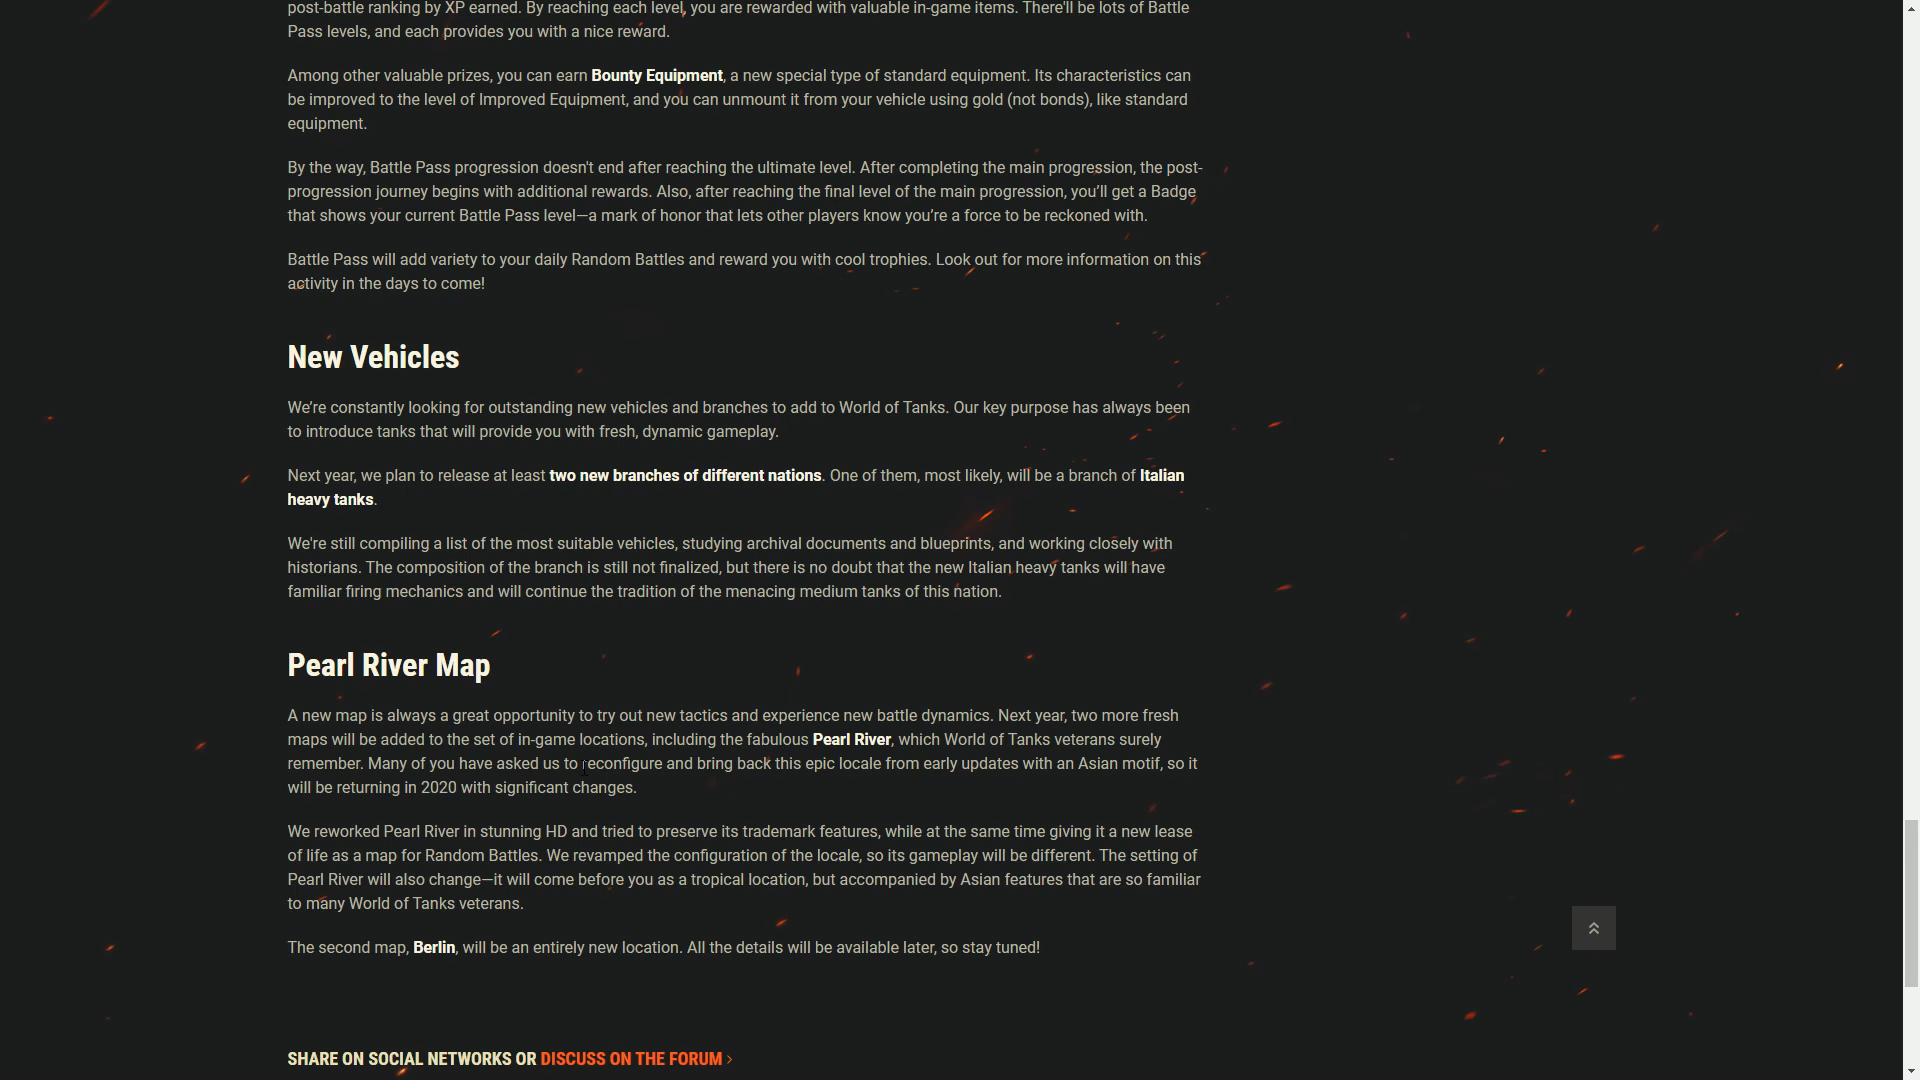 post-battle ranking by XP earned. By reaching each level, you are rewarded with valuable in-game items. There'll be lots of Battle
Pass levels, and each provides you with a nice reward.
Among other valuable prizes, you can earn Bounty Equipment, a new special type of standard equipment. Its characteristics can
be improved to the level of Improved Equipment, and you can unmount it from your vehicle using gold (not bonds), like standard
equipment.
By the way, Battle Pass progression doesn't end after reaching the ultimate level. After completing the main progression, the post-
progression journey begins with additional rewards. Also, after reaching the final level of the main progression, you’ll get a Badge
that shows your current Battle Pass level—a mark of honor that lets other players know you’re a force to be reckoned with.
Battle Pass will add variety to your daily Random Battles and reward you with cool trophies. Look out for more information on this
activity in the days to come!
New Vehicles
We’re constantly looking for outstanding new vehicles and branches to add to World of Tanks. Our key purpose has always been
to introduce tanks that will provide you with fresh, dynamic gameplay.
Next year, we plan to release at least two new branches of different nations. One of them, most likely, will be a branch of Italian
heavy tanks.
We're still compiling a list of the most suitable vehicles, studying archival documents and blueprints, and working closely with
historians. The composition of the branch is still not finalized, but there is no doubt that the new Italian heavy tanks will have
familiar firing mechanics and will continue the tradition of the menacing medium tanks of this nation.
Pearl River Map
A new map is always a great opportunity to try out new tactics and experience new battle dynamics. Next year, two more fresh
maps will be added to the set of in-game locations, including the fabulous Pearl River, which World of Tanks veterans surely
remember. Many of you have asked us to reconfigure and bring back this epic locale from early updates with an Asian motif, so it
will be returning in 2020 with significant changes.
We reworked Pearl River in stunning HD and tried to preserve its trademark features, while at the same time giving it a new lease
of life as a map for Random Battles. We revamped the configuration of the locale, so its gameplay will be different. The setting of
Pearl River will also change—it will come before you as a tropical location, but accompanied by Asian features that are so familiar
to many World of Tanks veterans.
The second map, Berlin, will be an entirely new location. All the details will be available later, so stay tuned!
SHARE ON SOCIAL NETWORKS OR DISCUSS ON THE FORUM ›